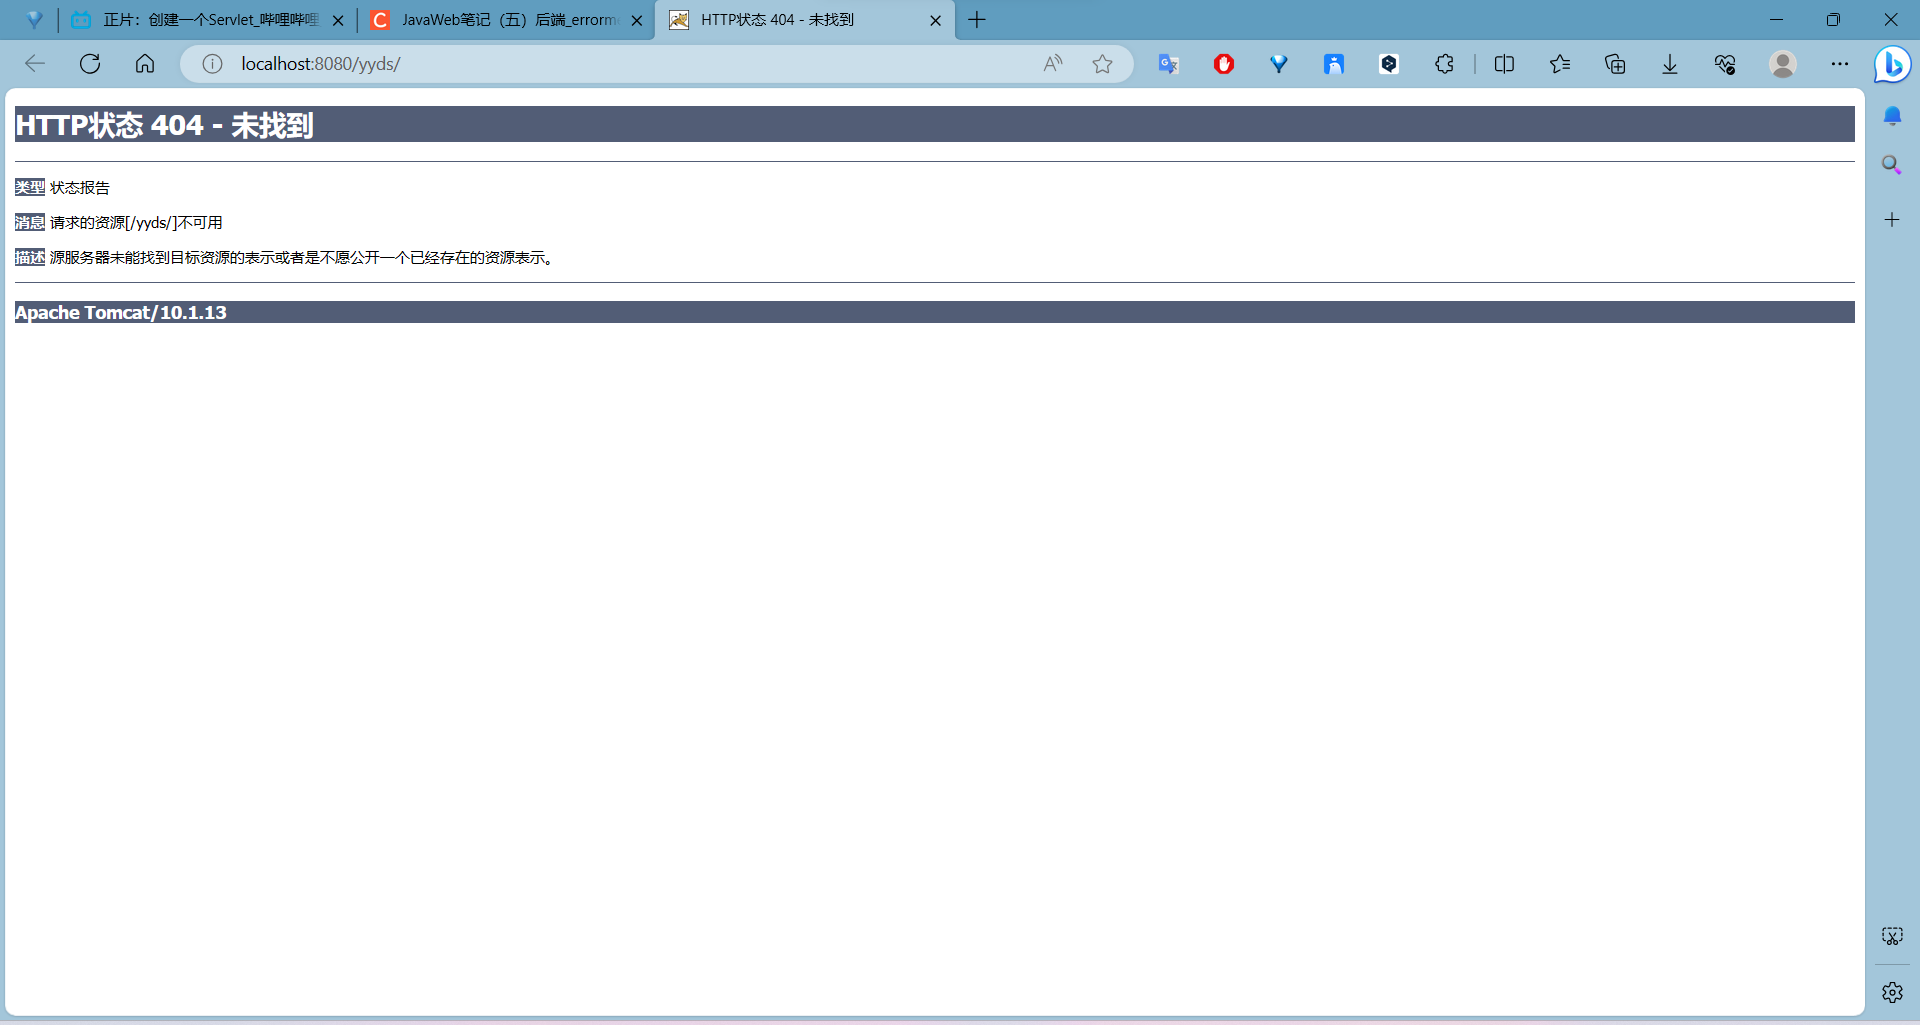 正片：创建一个Servlet_哔哩哔哩
JavaWeb笔记（五）后端_errorm
HTTP状态 404 - 未找到
localhost:8080/yyds/
HTTP状态 404 - 未找到
类型 状态报告
消息 请求的资源[/yyds/]不可用
描述 源服务器未能找到目标资源的表示或者是不愿公开一个已经存在的资源表示。
Apache Tomcat/10.1.13